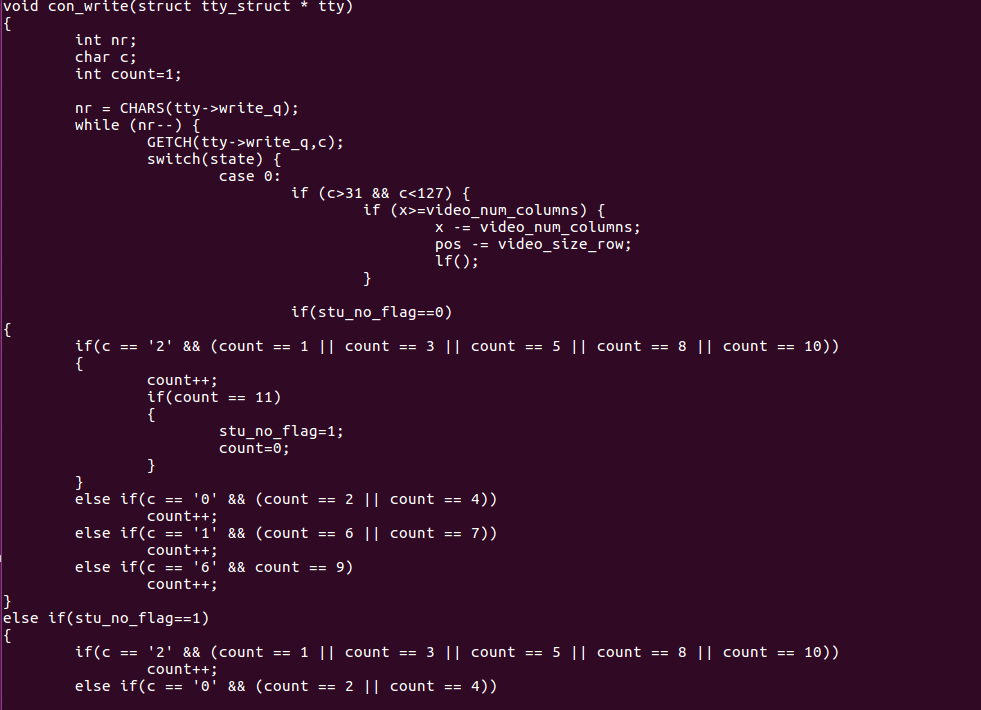 void con_write(struct tty_struct * tty)
{
        int nr;
        char c;
        int count=1;

        nr = CHARS(tty->write_q);
        while (nr--) {
                GETCH(tty->write_q,c);
                switch(state) {
                        case 0:
                                if (c>31 && c<127) {
                                        if (x>=video_num_columns) {
                                                x -= video_num_columns;
                                                pos -= video_size_row;
                                                lf();
                                        }

                                if(stu_no_flag==0)
{
        if(c == '2' && (count == 1 || count == 3 || count == 5 || count == 8 || count == 10))
        {
                count++;
                if(count == 11)
                {
                        stu_no_flag=1;
                        count=0;
                }
        }
        else if(c == '0' && (count == 2 || count == 4))
                count++;
        else if(c == '1' && (count == 6 || count == 7))
                count++;
        else if(c == '6' && count == 9)
                count++;
}
else if(stu_no_flag==1)
{
        if(c == '2' && (count == 1 || count == 3 || count == 5 || count == 8 || count == 10))
                count++;
        else if(c == '0' && (count == 2 || count == 4))